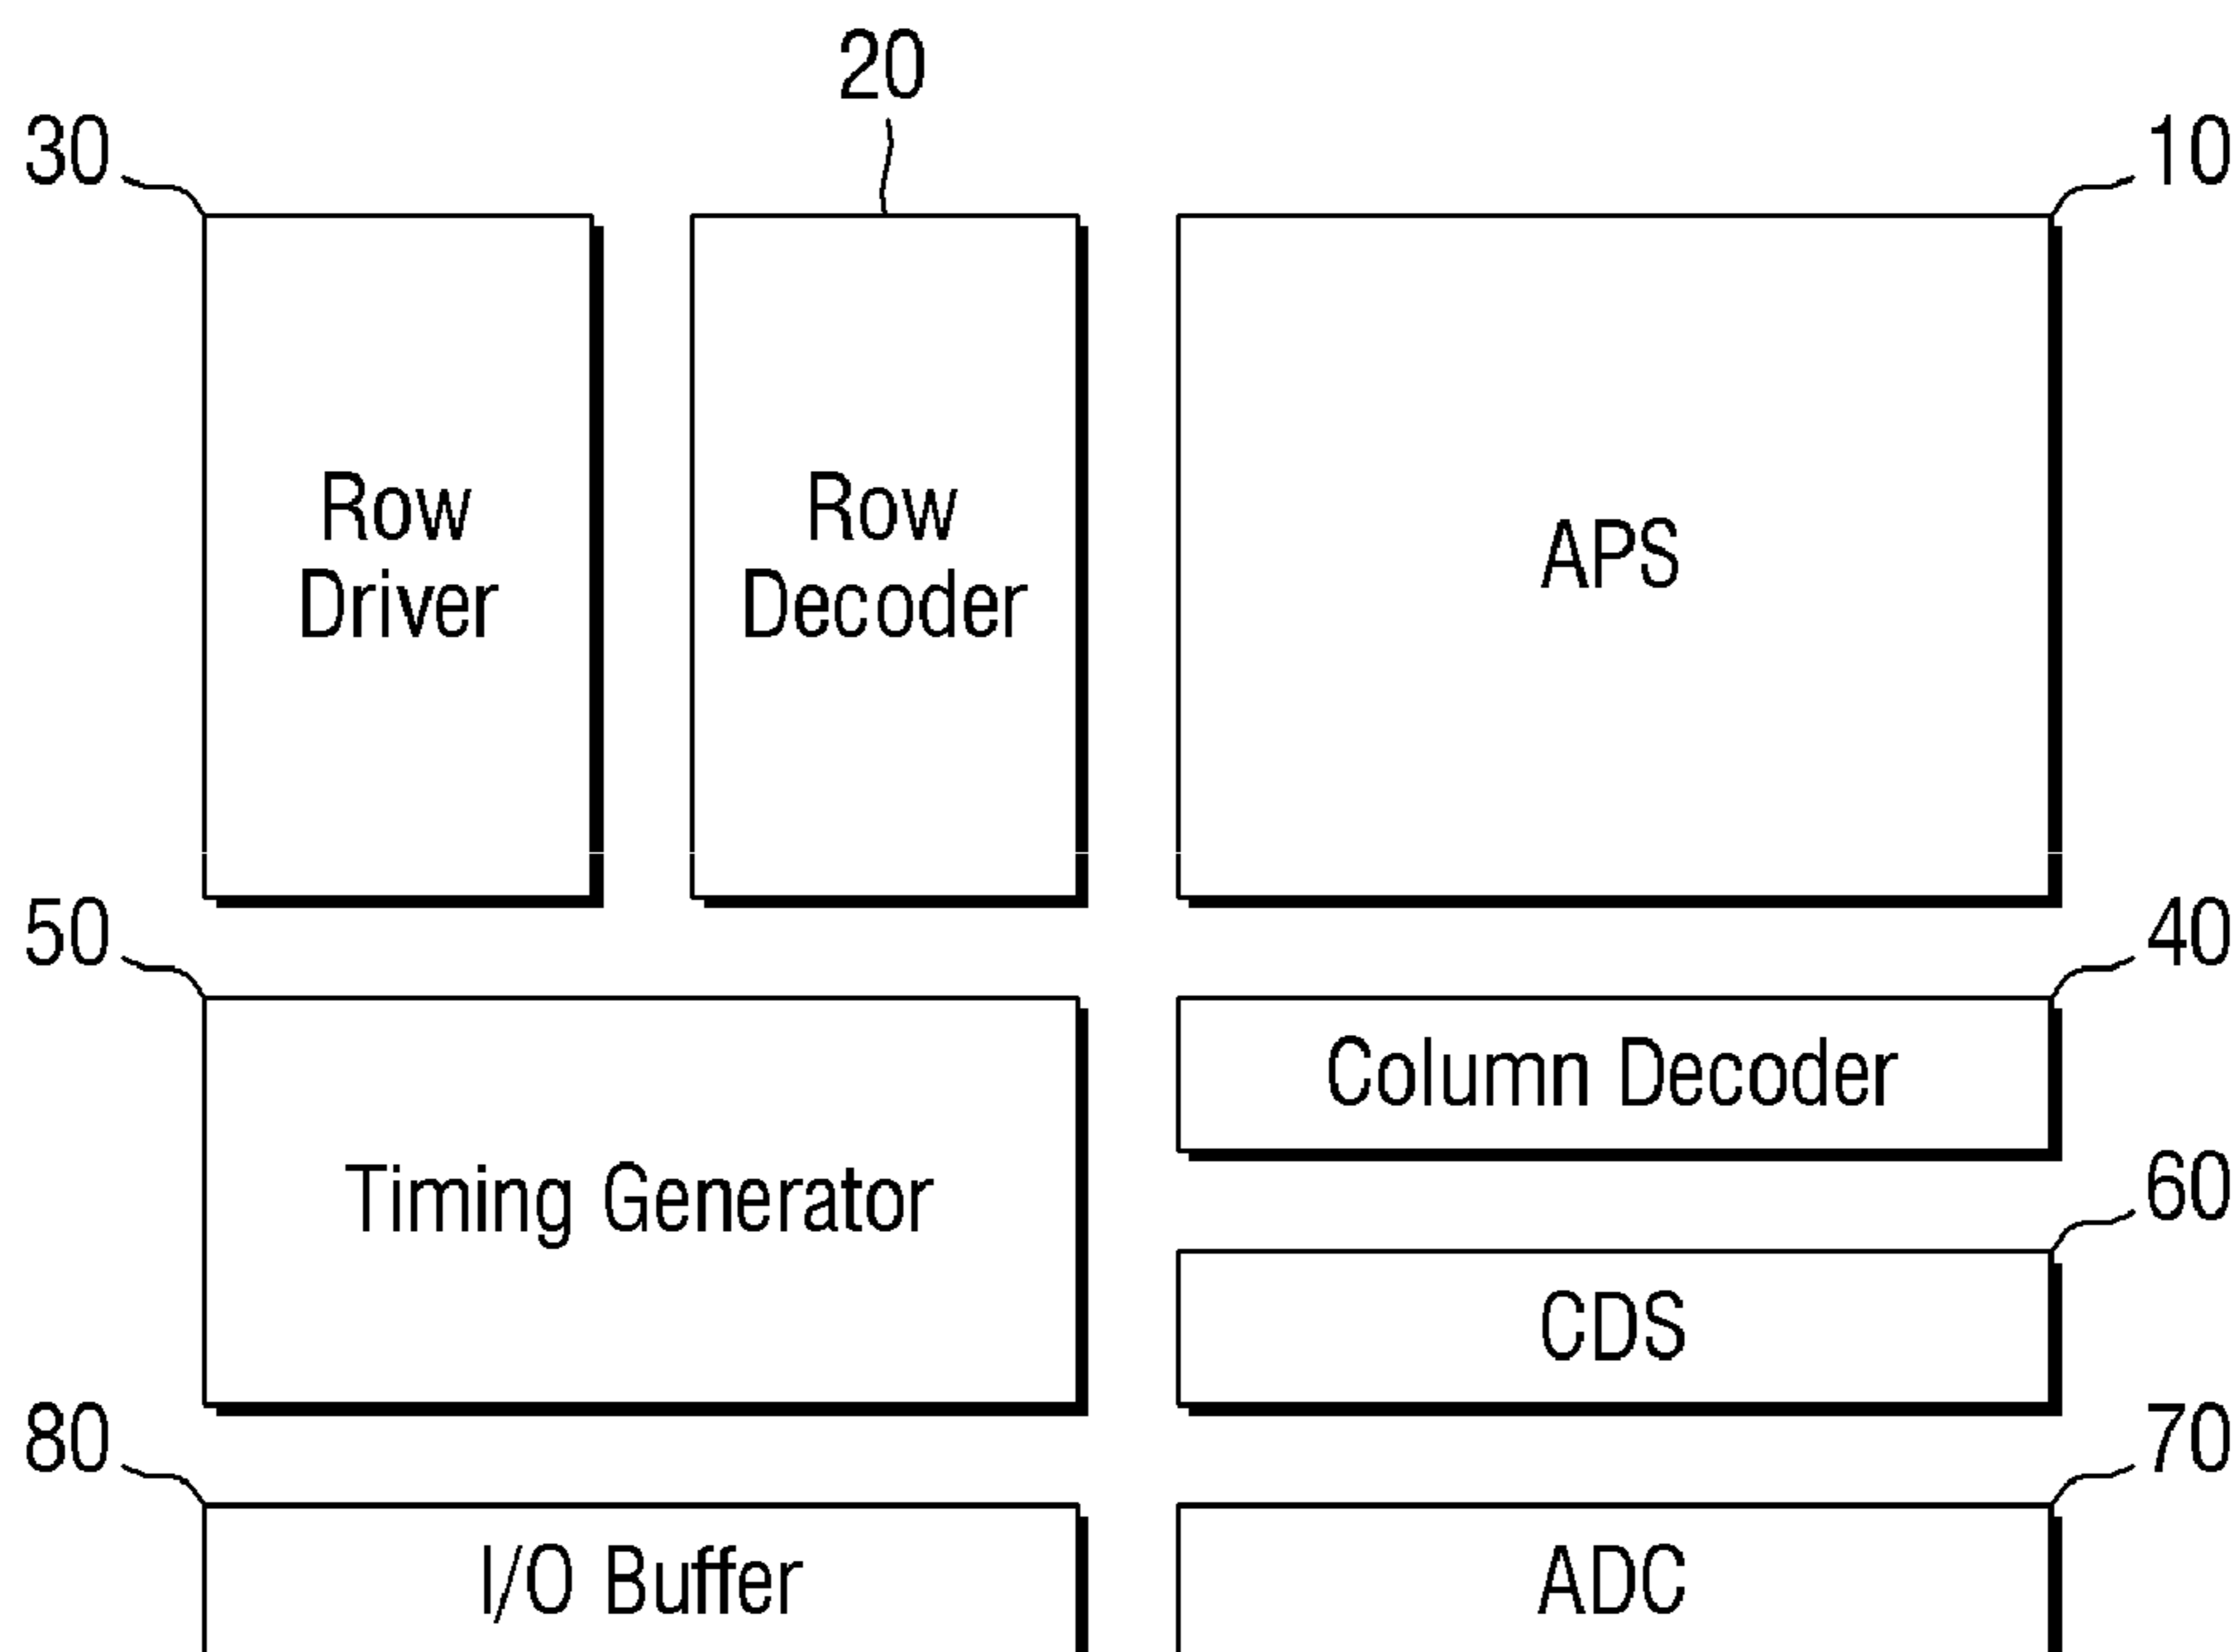 20
30
10
Row
Driver
Row
Decoder
APS
50
40
Column Decoder
Timing Generator
60
CDS
80
70
I/O Buffer
ADC